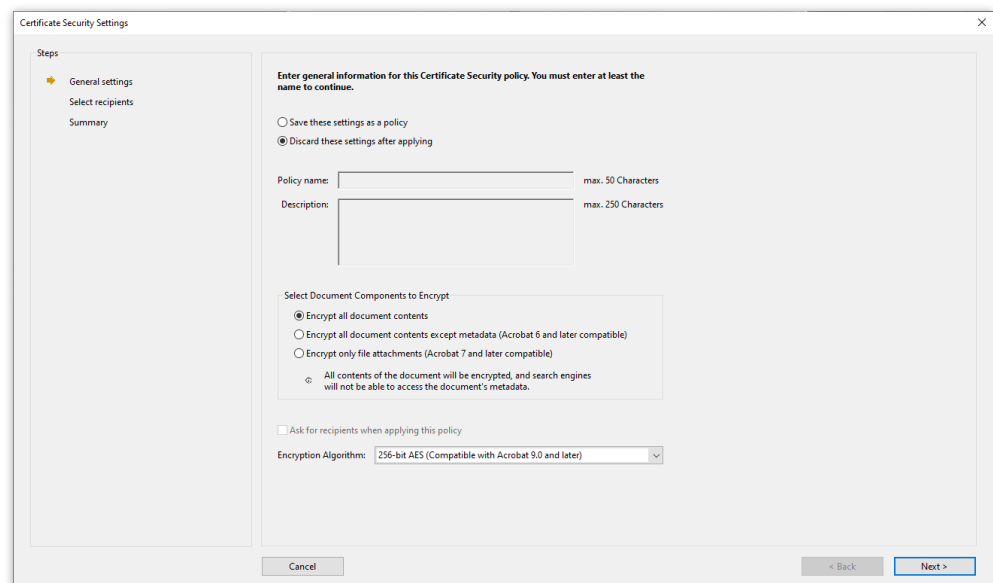 Certificate Security Settings
Steps
General settings
Select recipients
Summary
Enter general information for this Certificate Security policy. You must enter at least the
name to continue.
Save these settings as a policy
Discard these settings after applying
Policy name:
max. 50 Characters
Description:
max. 250 Characters
Select Document Components to Encrypt
Encrypt all document contents
Encrypt all document contents except metadata (Acrobat 6 and later compatible)
Encrypt only file attachments (Acrobat 7 and later compatible)
All contents of the document will be encrypted, and search engines
will not be able to access the document's metadata.
Ask for recipients when applying this policy
Encryption Algorithm: 256-bit AES (Compatible with Acrobat 9.0 and later)
Cancel
< Back
Next >